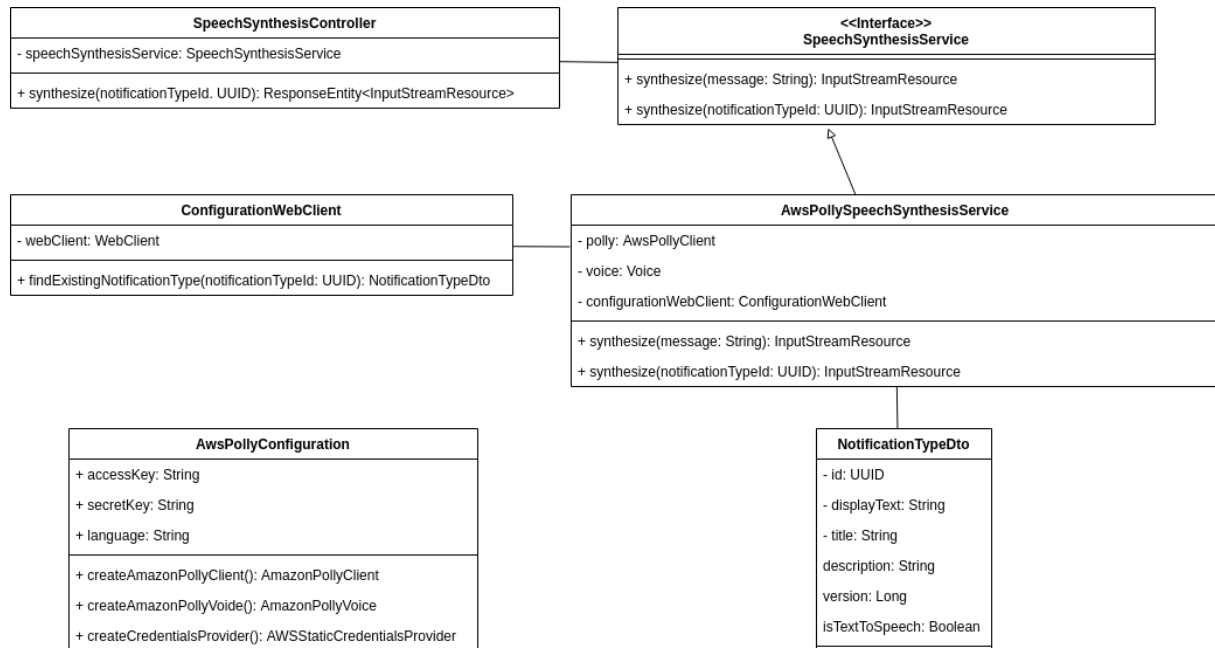 SpeechSynthesisController
- speechSynthesisService: SpeechSynthesisService
+ synthesize(notificationTypeId. UUID): ResponseEntity<InputStreamResource>
<<Interface>>
SpeechSynthesisService
+ synthesize(message: String): InputStreamResource
+ synthesize(notificationTypeId: UUID): InputStreamResource
ConfigurationWebClient
- webClient: WebClient
+ findExistingNotificationType(notificationTypeId: UUID): NotificationTypeDto
AwsPollySpeechSynthesisService
- polly: AwsPollyClient
- voice: Voice
- configurationWebClient: ConfigurationWebClient
+ synthesize(message: String): InputStreamResource
+ synthesize(notificationTypeId: UUID): InputStreamResource
AwsPollyConfiguration
+ accessKey: String
+ secretKey: String
+ language: String
+ createAmazonPollyClient(): AmazonPollyClient
+ createAmazonPollyVoide(): AmazonPollyVoice
+ createCredentialsProvider(): AWSStaticCredentialsProvider
NotificationTypeDto
- id: UUID
- displayText: String
- title: String
description: String
version: Long
isTextToSpeech: Boolean